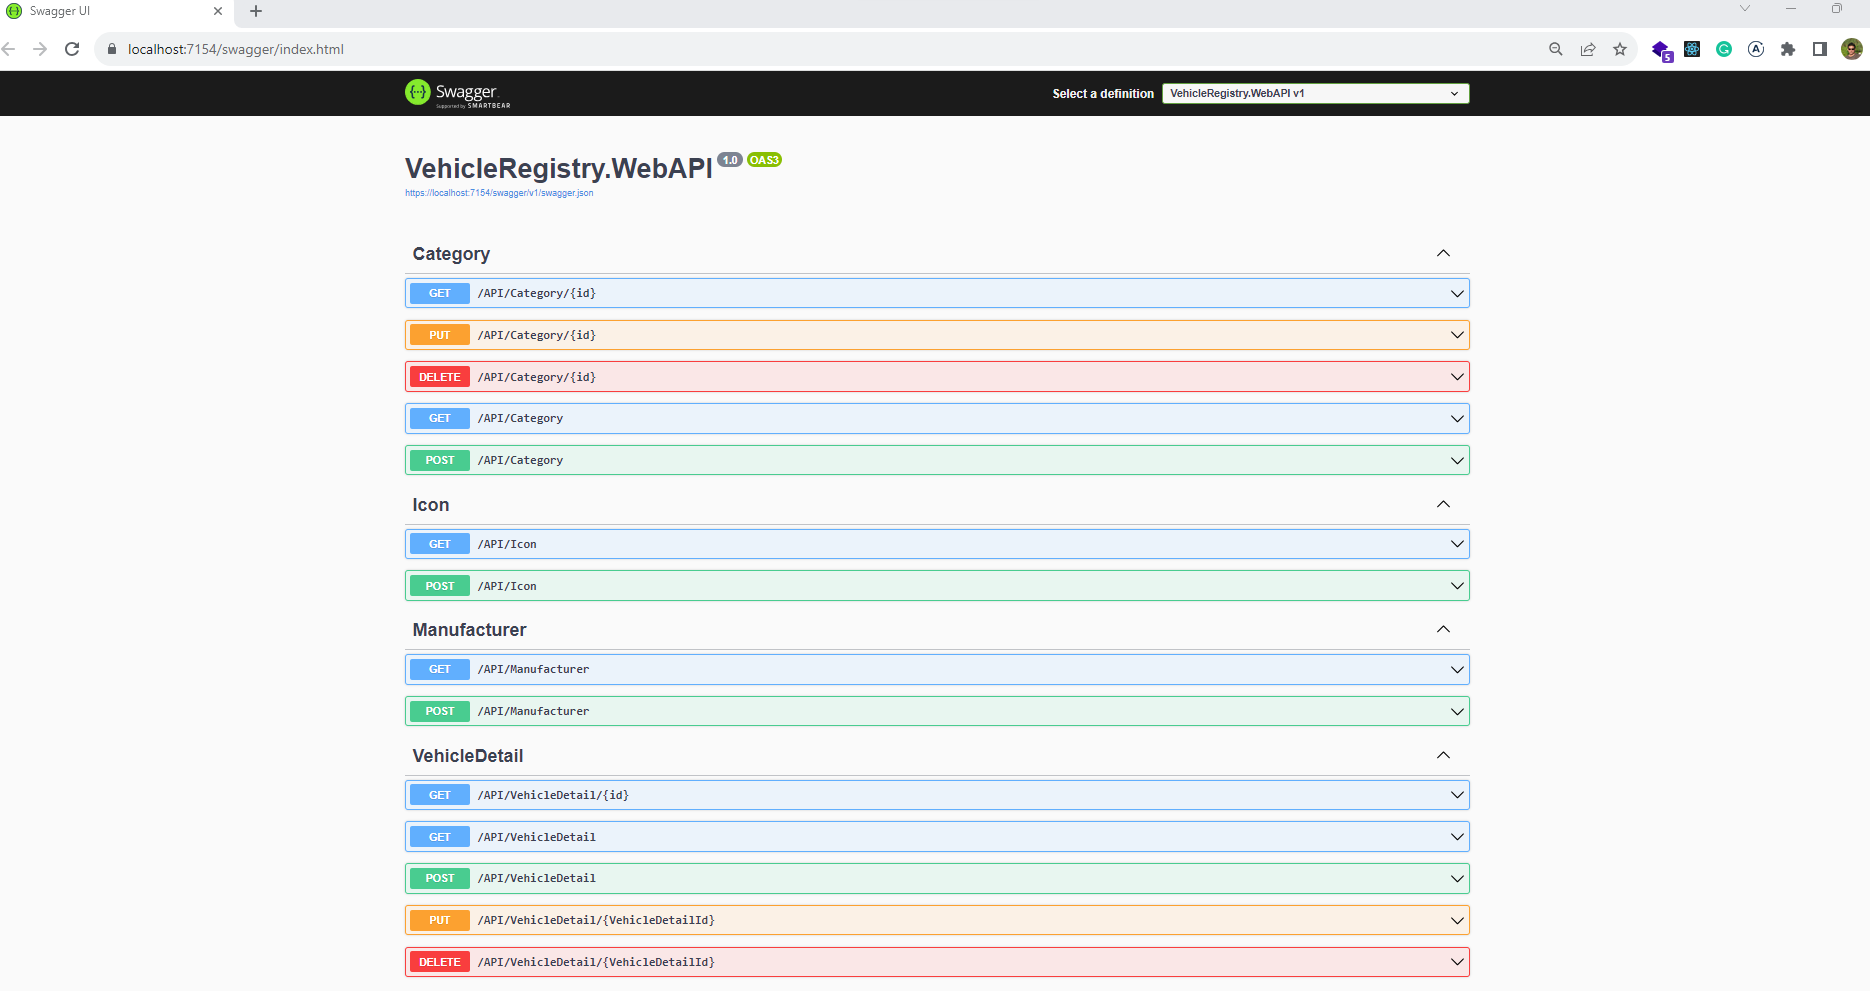 Swagger UI
localhost:7154/swagger/index.html
5
Swagger.
Supported by SMARTBEAR
Select a definition
VehicleRegistry.WebAPI v1
VehicleRegistry.WebAPI 1.0 OAS3
https://localhost:7154/swagger/v1/swagger.json
Category
GET /API/Category/{id}
PUT /API/Category/{id}
DELETE /API/Category/{id}
GET /API/Category
POST /API/Category
Icon
GET /API/Icon
POST /API/Icon
Manufacturer
GET /API/Manufacturer
POST /API/Manufacturer
VehicleDetail
GET /API/VehicleDetail/{id}
GET /API/VehicleDetail
POST /API/VehicleDetail
PUT /API/VehicleDetail/{VehicleDetailId}
DELETE /API/VehicleDetail/{VehicleDetailId}